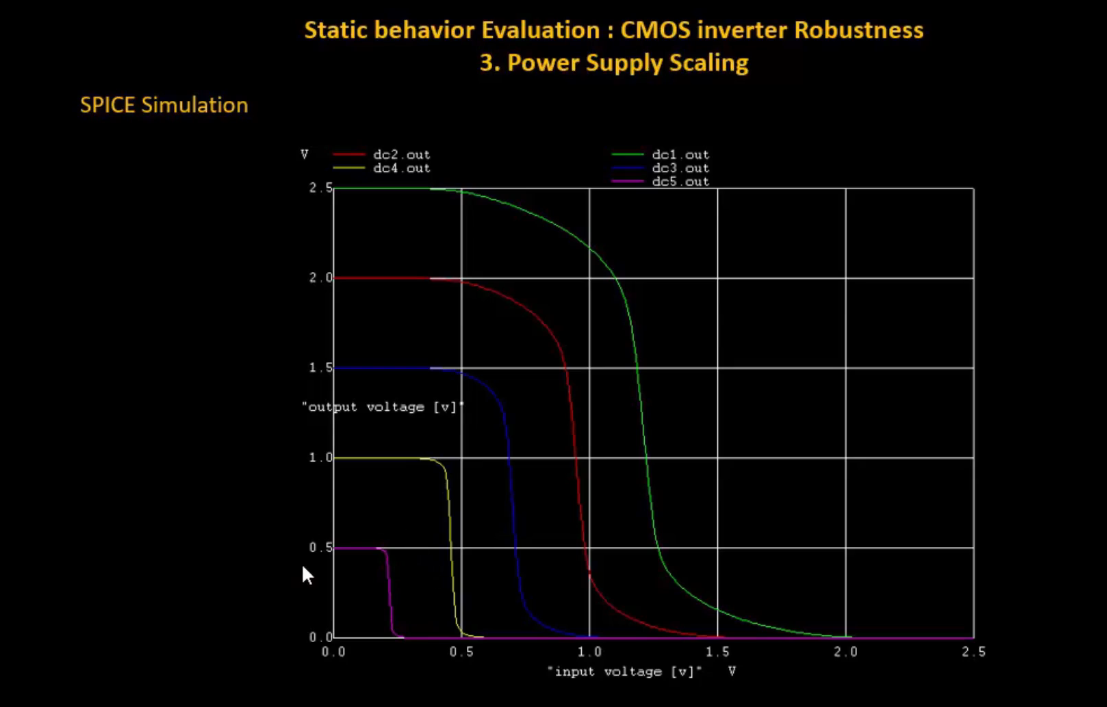 Static behavior Evaluation : CMOS inverter Robustness
3. Power Supply Scaling
SPICE Simulation
V dc2.out dc1.out
dc4.out dc3.out
dc5.out
2.5
2.0
1.5
"output voltage [v]"
1.0
0.5
0.0
0.0 0.5 1.0 1.5 2.0 2.5
"input voltage [v]" V